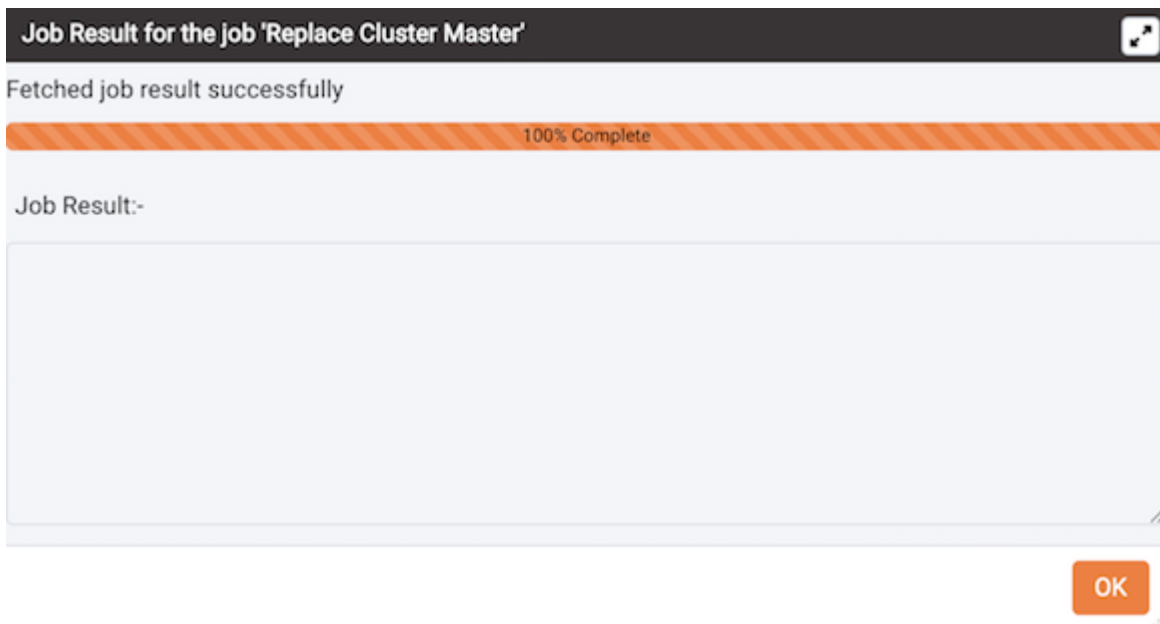 Job Result for the job 'Replace Cluster Master'
Fetched job result successfully
100% Complete
Job Result:-
OK